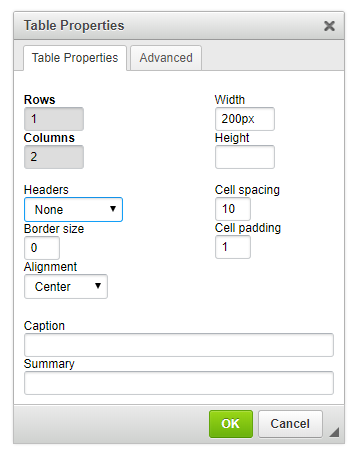 Table Properties
Table Properties Advanced
Rows Width
1 200px
Columns Height
2
Headers Cell spacing
None 10
Border size Cell padding
0 1
Alignment
Center
Caption
Summary
OK Cancel